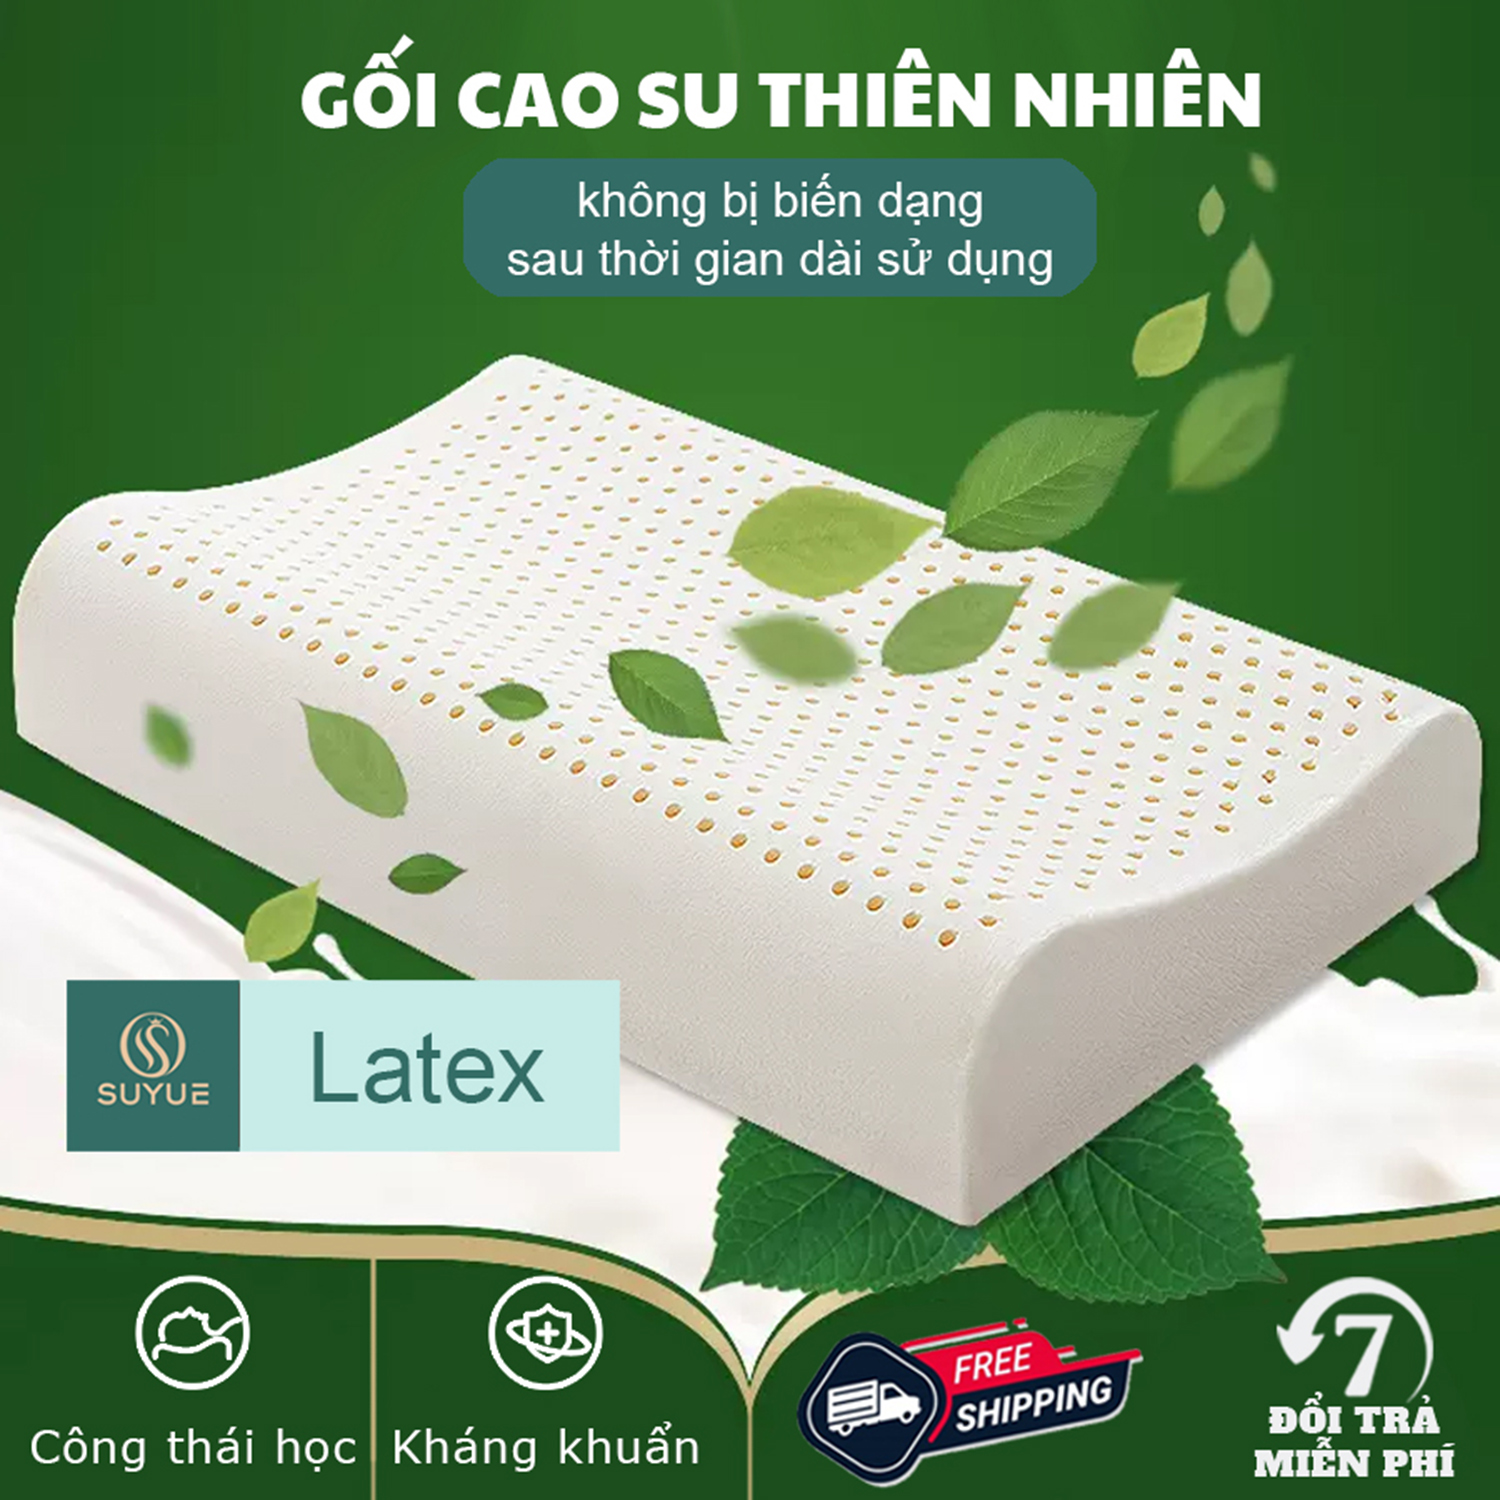 GỐI CAO SU THIÊN NHIÊN
không bị biến dạng
sau thời gian dài sử dụng
SUYUE
Latex
Công thái học
Kháng khuẩn
FREE
SHIPPING
7
ĐỔI TRẢ
MIỄN PHÍ